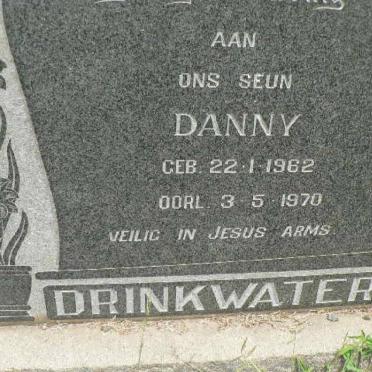 AAN
ONS SEUN
DANNY
GEB. 22·1·1962
OORL. 3·5·1970
VEILIG IN JESUS ARMS
DRINKWATER